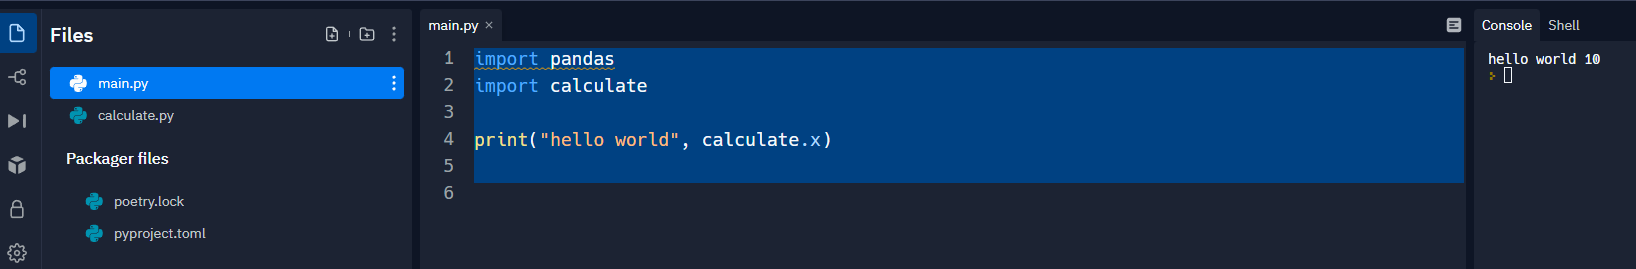 Files
main.py
calculate.py
Packager files
poetry.lock
pyproject.toml
main.py ×
1 import pandas
2 import calculate
3
4 print("hello world", calculate.x)
5
6
Console Shell
hello world 10